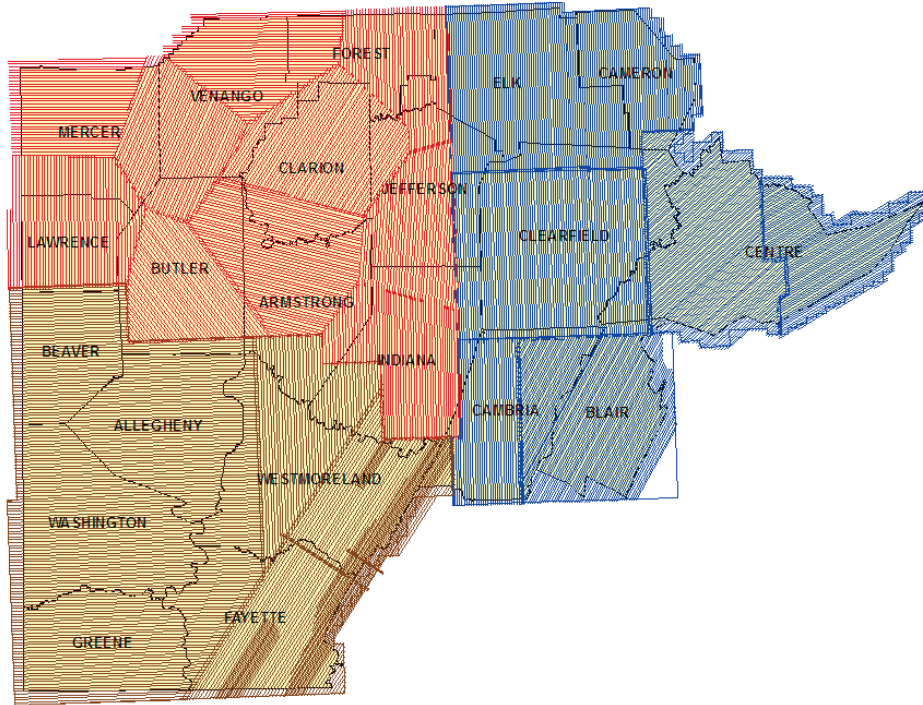 FOREST
ELK
CAMERON
VENANGO
MERCER
CLARION
JEFFERSON
LAWRENCE
CLEARFIELD
CENTRE
BUTLER
ARMSTRONG
BEAVER
INDIANA
CAMBRIA
BLAIR
ALLEGHENY
WESTMORELAND
WASHINGTON
FAYETTE
GREENE